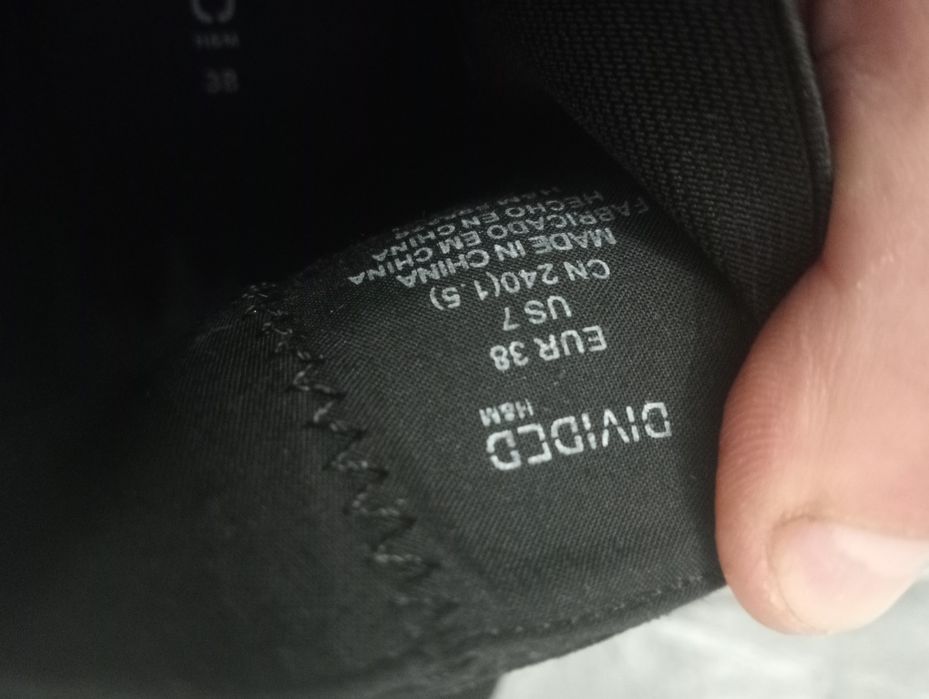 DIVIDED
H&M
EUR 38
US 7
CN 240(1.5)
MADE IN CHINA
FABRICADO EM CHINA
HECHO EN CHINA
H&M
38